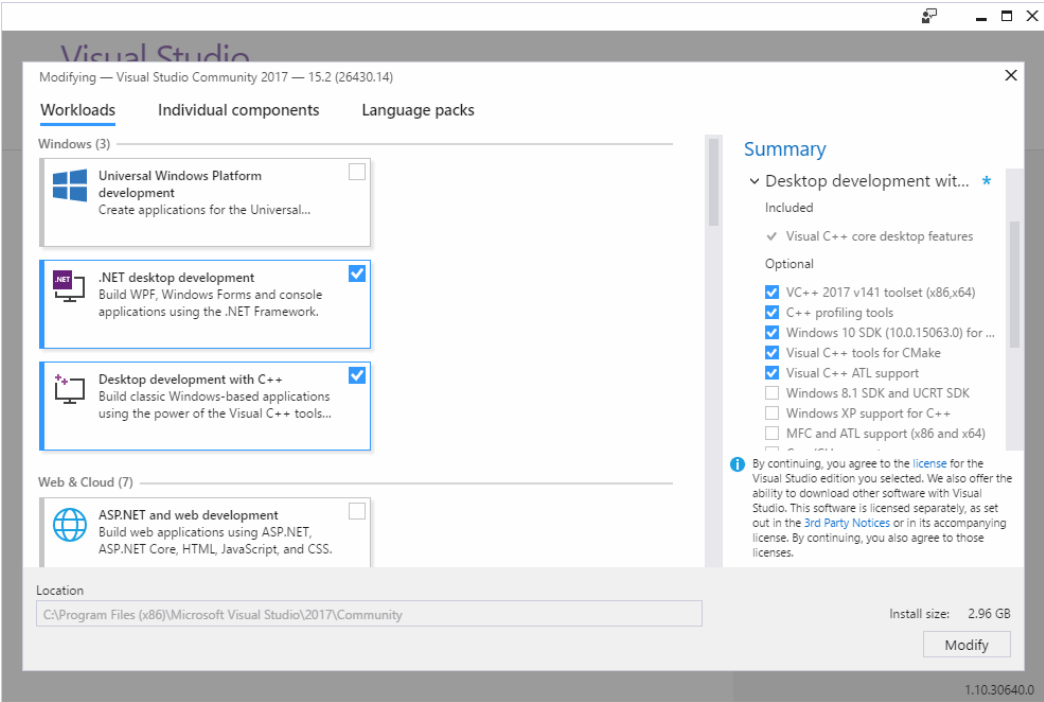 Visual Studio
Modifying — Visual Studio Community 2017 — 15.2 (26430.14)
Workloads
Individual components
Language packs
Windows (3)
Universal Windows Platform
development
Create applications for the Universal...
.NET
.NET desktop development
Build WPF, Windows Forms and console
applications using the .NET Framework.
Desktop development with C++
Build classic Windows-based applications
using the power of the Visual C++ tools...
Web & Cloud (7)
ASP.NET and web development
Build web applications using ASP.NET,
ASP.NET Core, HTML, JavaScript, and CSS.
Summary
Desktop development wit... *
Included
Visual C++ core desktop features
Optional
VC++ 2017 v141 toolset (x86,x64)
C++ profiling tools
Windows 10 SDK (10.0.15063.0) for ...
Visual C++ tools for CMake
Visual C++ ATL support
Windows 8.1 SDK and UCRT SDK
Windows XP support for C++
MFC and ATL support (x86 and x64)
By continuing, you agree to the license for the
Visual Studio edition you selected. We also offer the
ability to download other software with Visual
Studio. This software is licensed separately, as set
out in the 3rd Party Notices or in its accompanying
license. By continuing, you also agree to those
licenses.
Location
C:\Program Files (x86)\Microsoft Visual Studio\2017\Community
Install size: 2.96 GB
Modify
1.10.30640.0